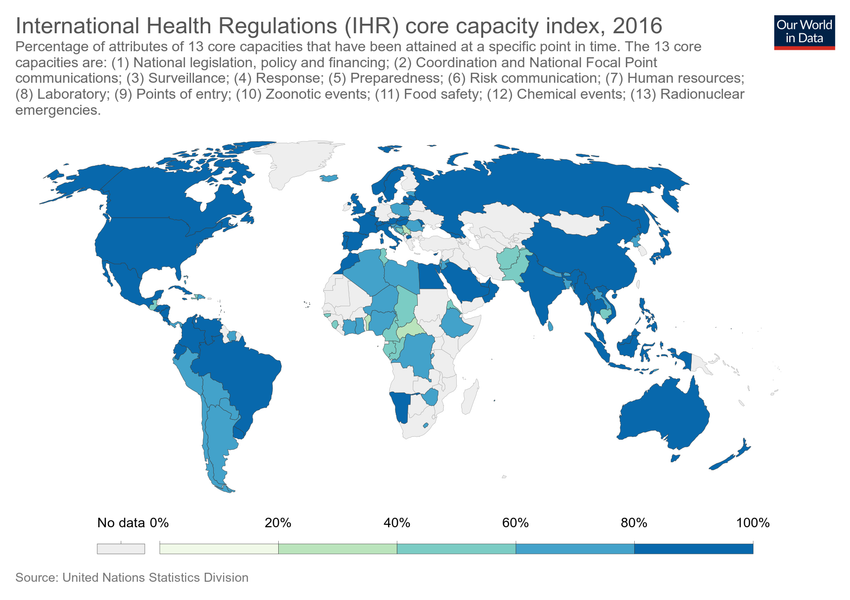 International Health Regulations (IHR) core capacity index, 2016
Our World
in Data
Percentage of attributes of 13 core capacities that have been attained at a specific point in time. The 13 core
capacities are: (1) National legislation, policy and financing; (2) Coordination and National Focal Point
communications; (3) Surveillance; (4) Response; (5) Preparedness; (6) Risk communication; (7) Human resources;
(8) Laboratory; (9) Points of entry; (10) Zoonotic events; (11) Food safety; (12) Chemical events; (13) Radionuclear
emergencies.
No data 0% 20% 40% 60% 80% 100%
Source: United Nations Statistics Division